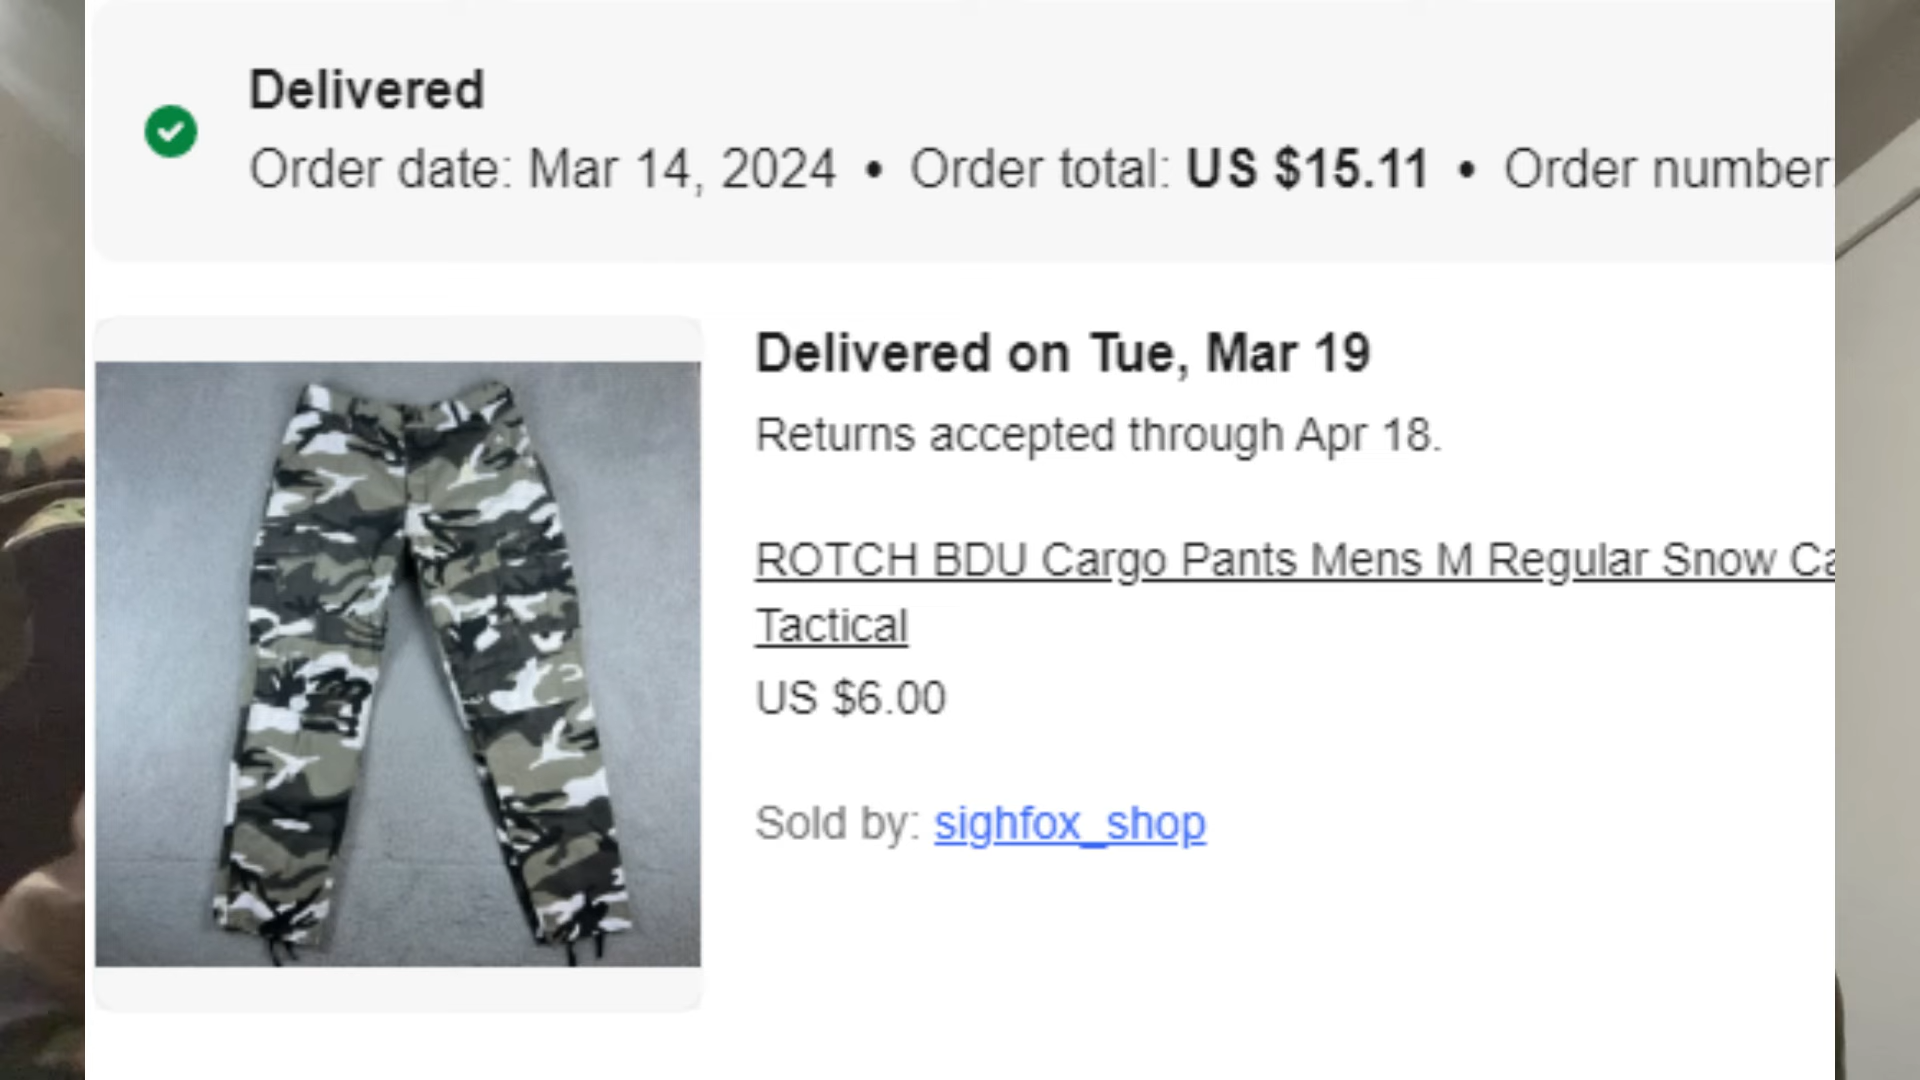 Delivered
Order date: Mar 14, 2024 • Order total: US $15.11 • Order number:
Delivered on Tue, Mar 19
Returns accepted through Apr 18.
ROTCH BDU Cargo Pants Mens M Regular Snow Ca
Tactical
US $6.00
Sold by: sighfox_shop